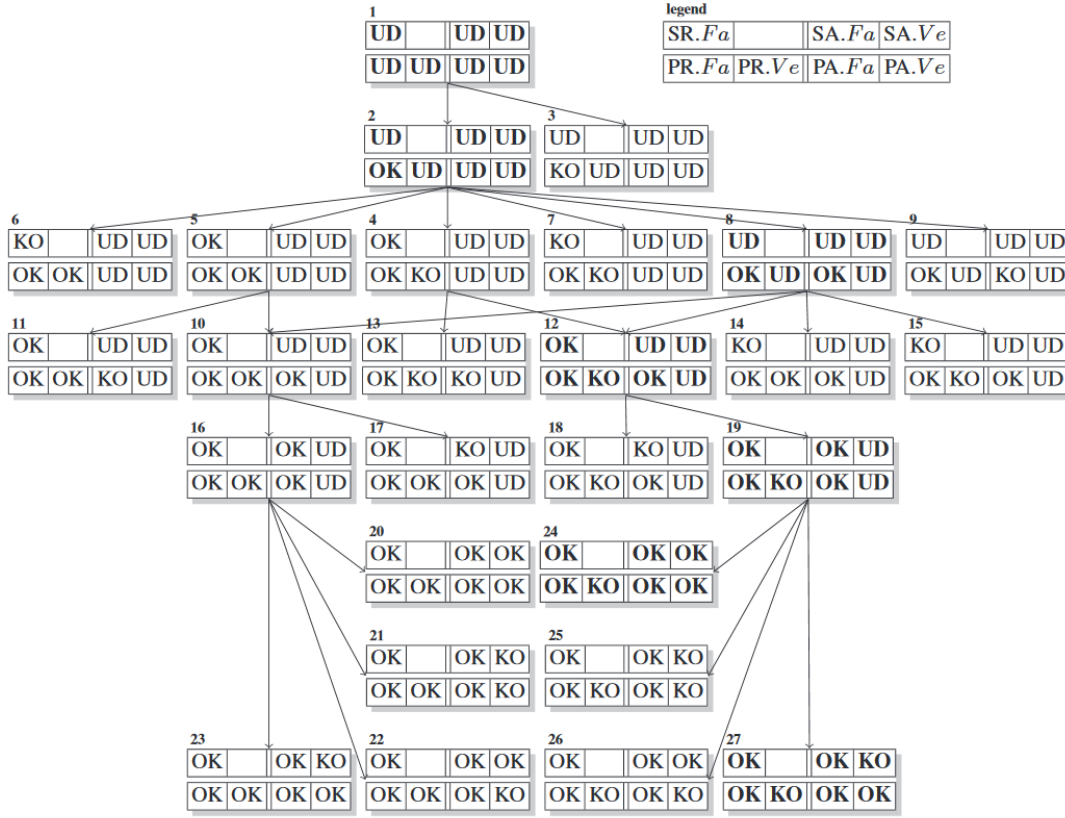 1 legend
UD UD UD SR.Fa SA.Fa SA.Ve
UD UD UD UD PR.Fa PR.Ve PA.Fa PA.Ve
2 3
UD UD UD UD UD UD
OK UD UD UD KO UD UD UD
6 5 4 7 8 9
KO UD UD OK UD UD OK UD UD KO UD UD UD UD UD UD UD UD
OK OK UD UD OK OK UD UD OK KO UD UD OK KO UD UD OK UD OK UD OK UD KO UD
11 10 13 12 14 15
OK UD UD OK UD UD OK UD UD OK UD UD KO UD UD KO UD UD
OK OK KO UD OK OK OK UD OK KO KO UD OK KO OK UD OK OK OK UD OK KO OK UD
16 17 18 19
OK OK UD OK KO UD OK KO UD OK OK UD
OK OK OK UD OK OK OK UD OK KO OK UD OK KO OK UD
20 24
OK OK OK OK OK OK
OK OK OK OK OK KO OK OK
21 25
OK OK KO OK OK KO
OK OK OK KO OK KO OK KO
23 22 26 27
OK OK KO OK OK OK OK OK OK OK OK KO
OK OK OK OK OK OK OK KO OK KO OK KO OK KO OK OK